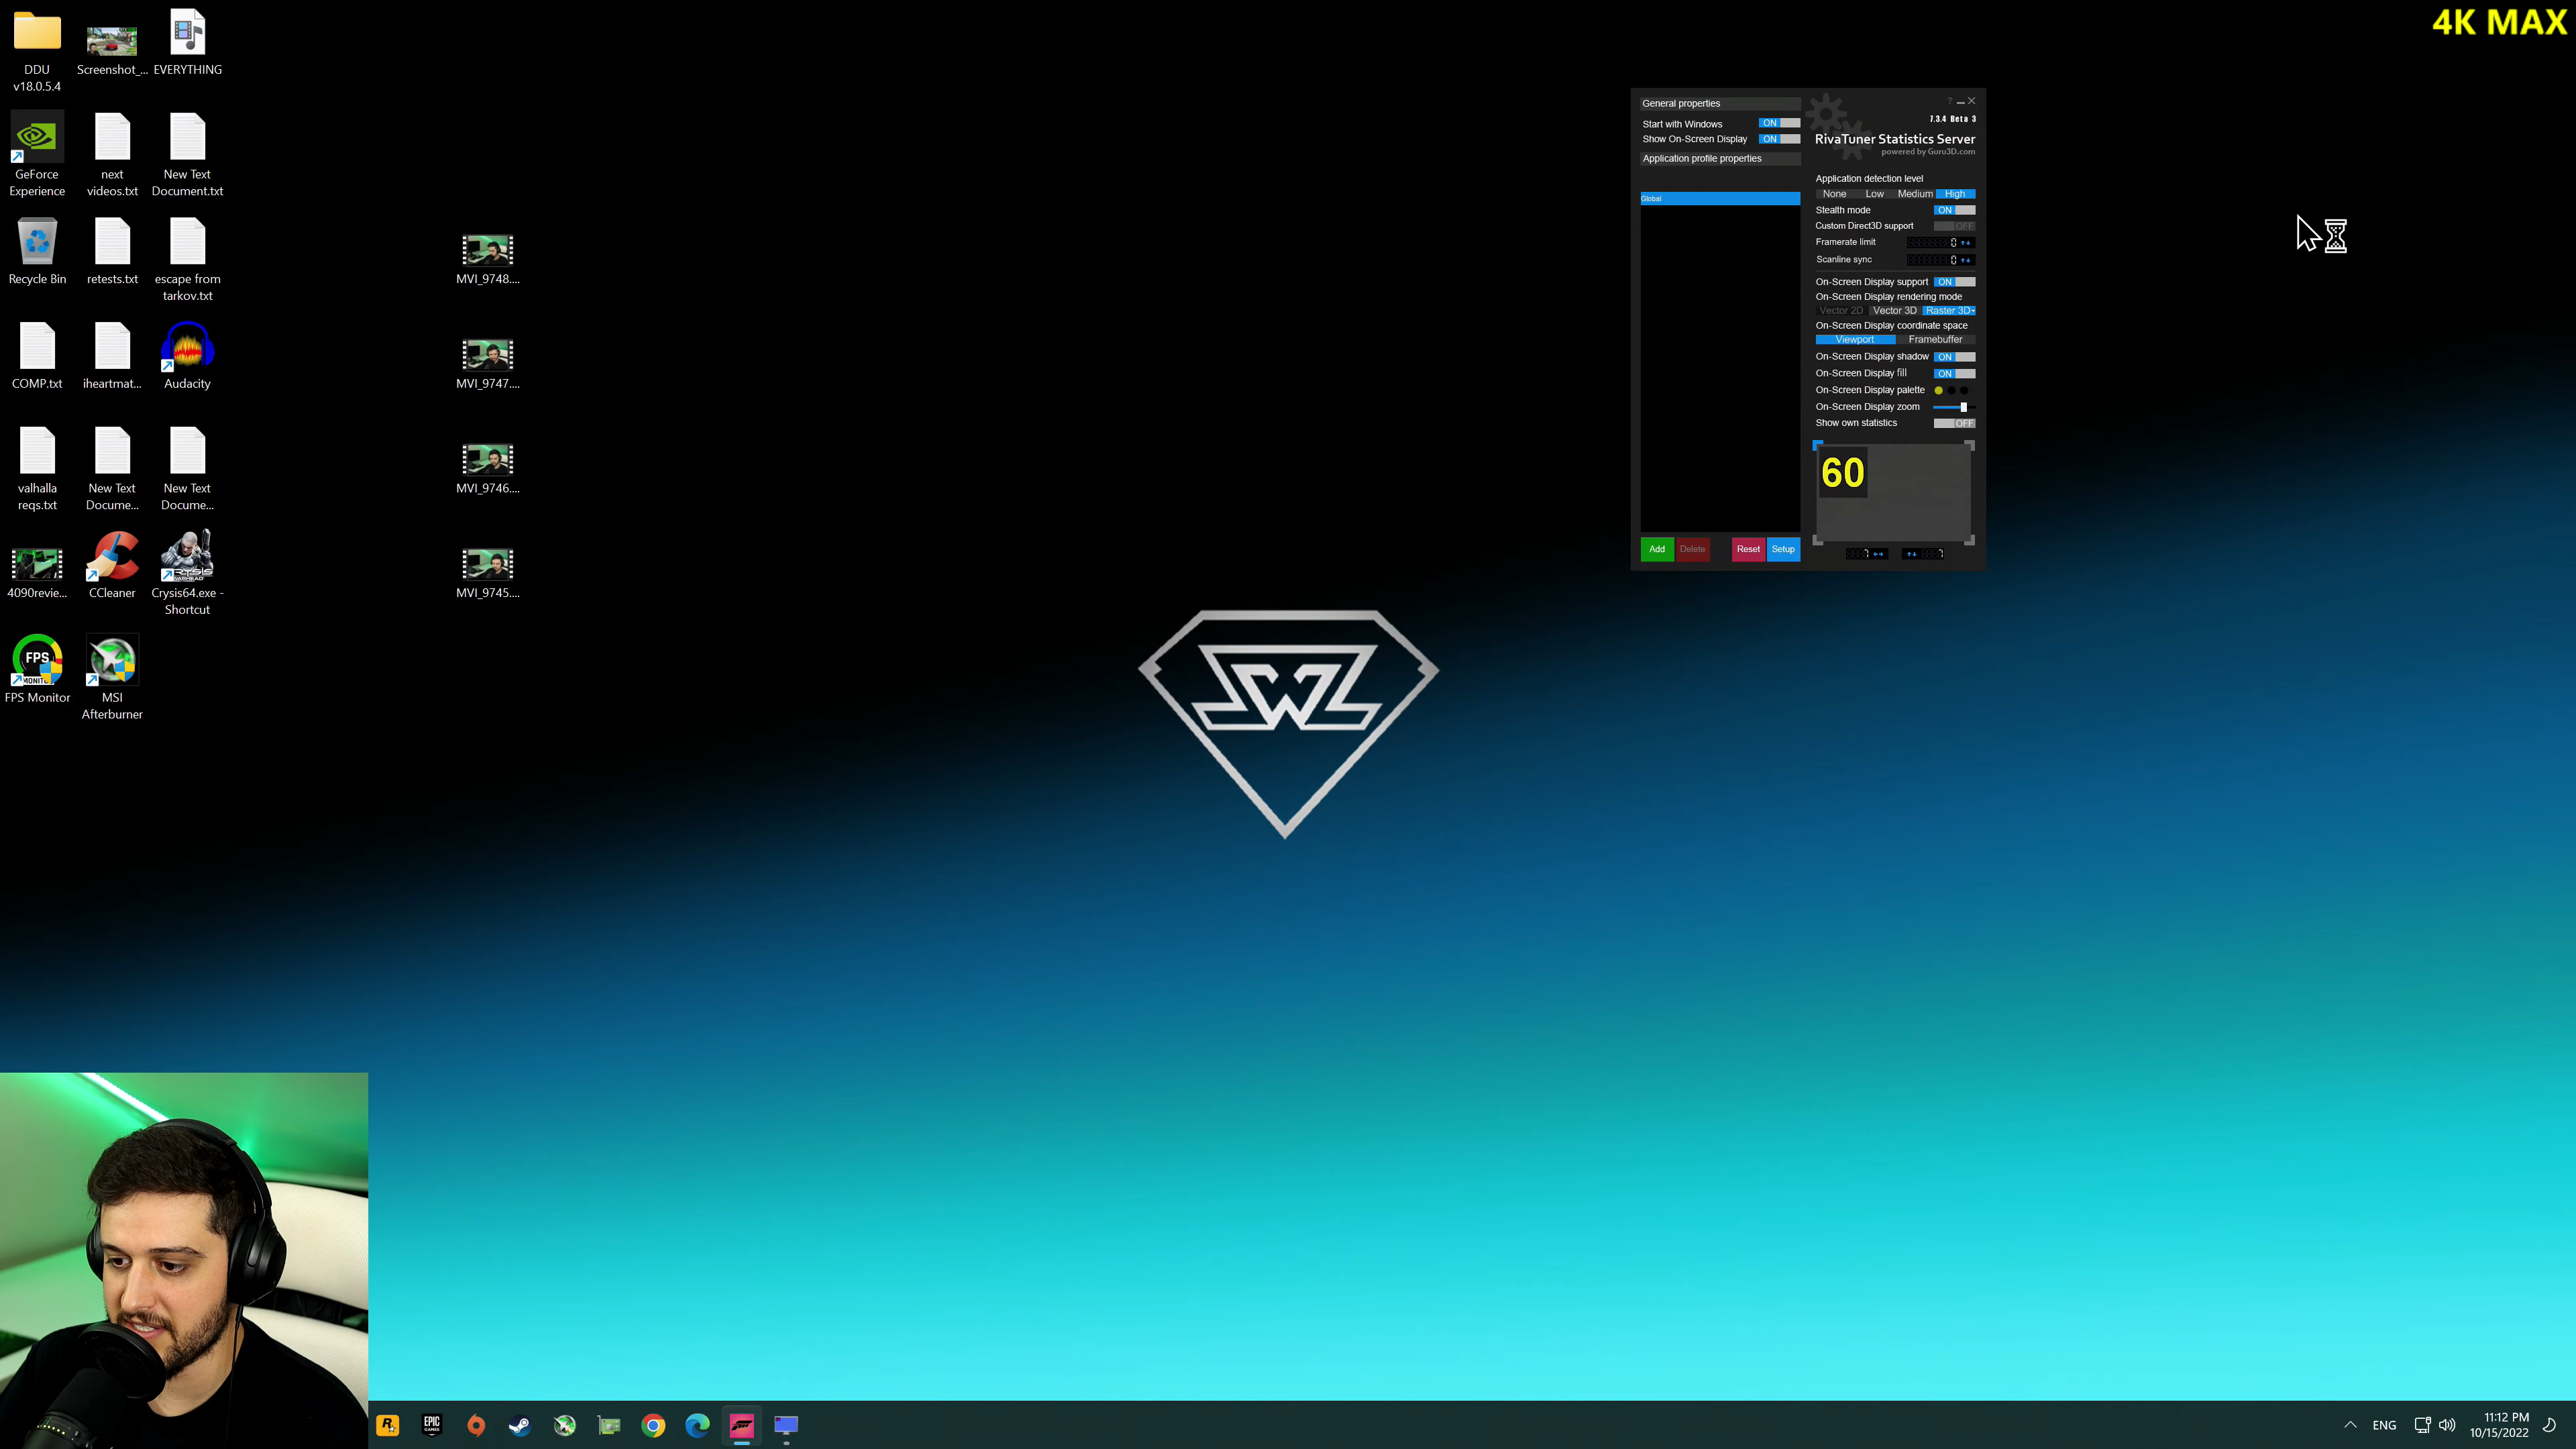 4K MAX
DDU
v18.0.5.4
Screenshot_...
EVERYTHING
GeForce
Experience
next
videos.txt
New Text
Document.txt
Recycle Bin
retests.txt
escape from
tarkov.txt
COMP.txt
iheartmat...
Audacity
valhalla
reqs.txt
New Text
Docume...
New Text
Docume...
4090revie...
CCleaner
CRYSIS
WARHEAD
Crysis64.exe -
Shortcut
FPS
MONITOR
FPS Monitor
MSI
Afterburner
MVI_9748....
MVI_9747....
MVI_9746....
MVI_9745....
General properties
Start with Windows ON
Show On-Screen Display ON
Application profile properties
Global
Add Delete Reset Setup
?
7.3.4 Beta 3
RivaTuner Statistics Server
powered by Guru3D.com
Application detection level
None Low Medium High
Stealth mode ON
Custom Direct3D support OFF
Framerate limit 0
Scanline sync 0
On-Screen Display support ON
On-Screen Display rendering mode
Vector 2D Vector 3D Raster 3D
On-Screen Display coordinate space
Viewport Framebuffer
On-Screen Display shadow ON
On-Screen Display fill ON
On-Screen Display palette
On-Screen Display zoom
Show own statistics OFF
60
EPIC
GAMES
ENG
11:12 PM
10/15/2022